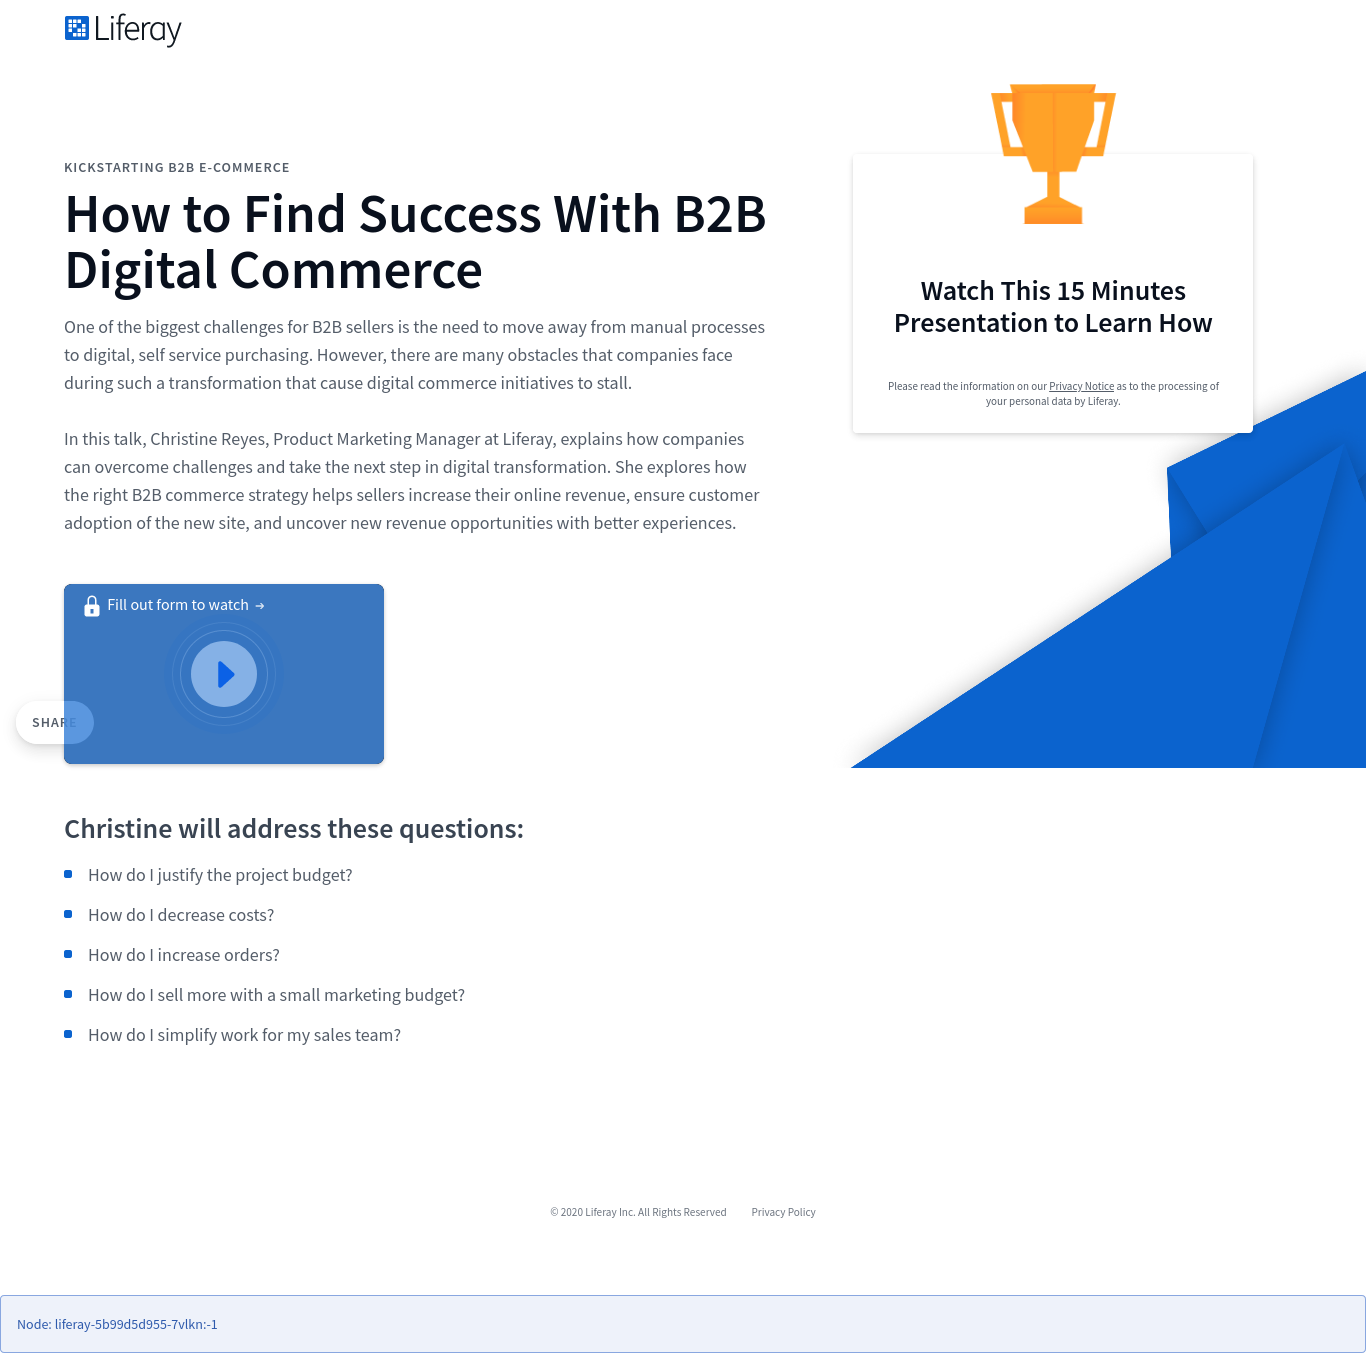 Liferay
KICKSTARTING B2B E-COMMERCE
How to Find Success With B2B
Digital Commerce
One of the biggest challenges for B2B sellers is the need to move away from manual processes
to digital, self service purchasing. However, there are many obstacles that companies face
during such a transformation that cause digital commerce initiatives to stall.
In this talk, Christine Reyes, Product Marketing Manager at Liferay, explains how companies
can overcome challenges and take the next step in digital transformation. She explores how
the right B2B commerce strategy helps sellers increase their online revenue, ensure customer
adoption of the new site, and uncover new revenue opportunities with better experiences.
Fill out form to watch →
SHARE
Watch This 15 Minutes
Presentation to Learn How
Please read the information on our Privacy Notice as to the processing of
your personal data by Liferay.
Christine will address these questions:
How do I justify the project budget?
How do I decrease costs?
How do I increase orders?
How do I sell more with a small marketing budget?
How do I simplify work for my sales team?
© 2020 Liferay Inc. All Rights Reserved Privacy Policy
Node: liferay-5b99d5d955-7vlkn:-1